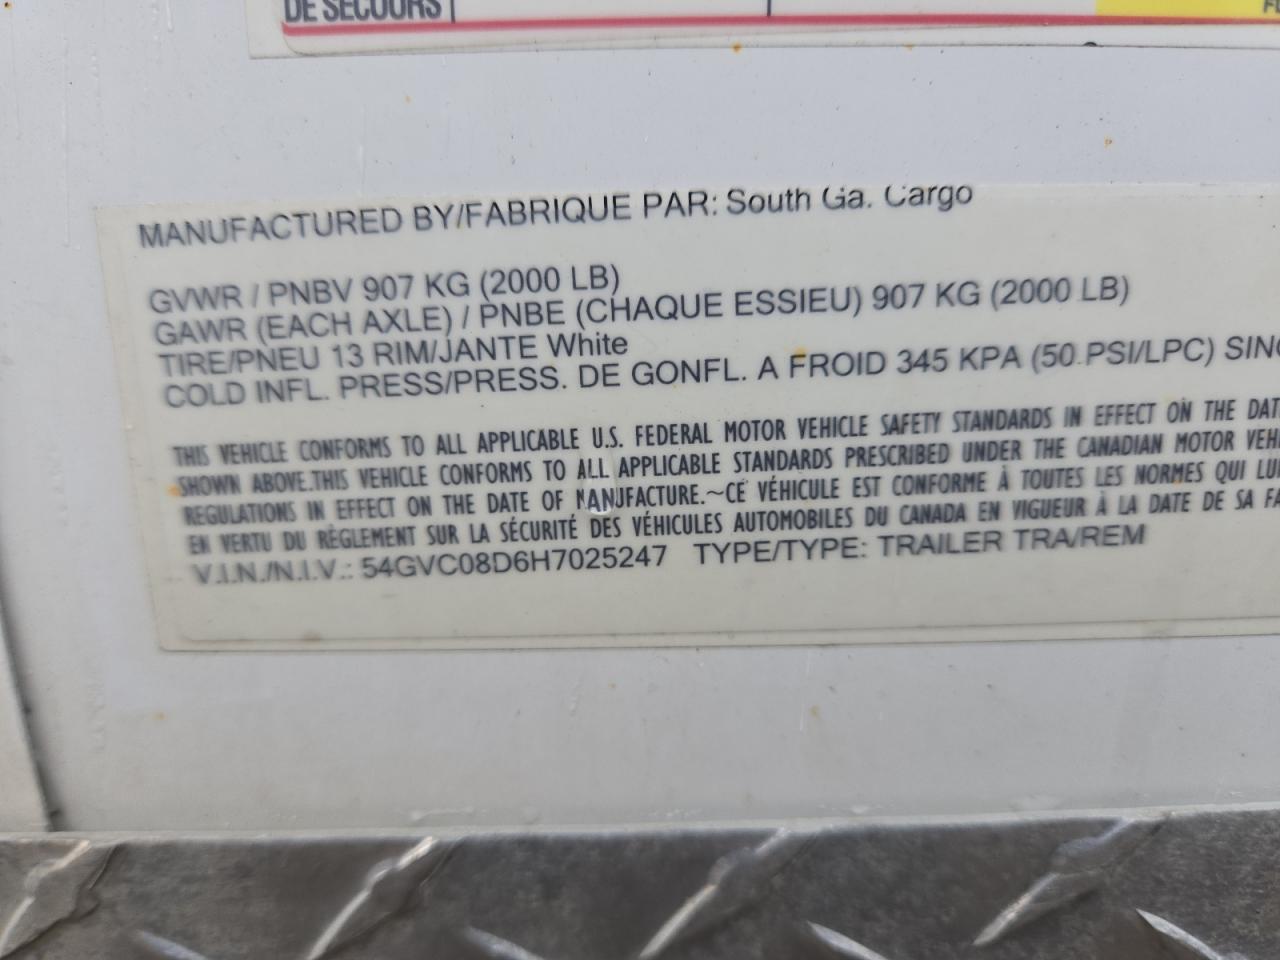 DE SECOURS
MANUFACTURED BY/FABRIQUE PAR: South Ga. Cargo
GVWR / PNBV 907 KG (2000 LB)
GAWR (EACH AXLE) / PNBE (CHAQUE ESSIEU) 907 KG (2000 LB)
TIRE/PNEU 13 RIM/JANTE White
COLD INFL. PRESS/PRESS. DE GONFL. A FROID 345 KPA (50 PSI/LPC) SING
THIS VEHICLE CONFORMS TO ALL APPLICABLE U.S. FEDERAL MOTOR VEHICLE SAFETY STANDARDS IN EFFECT ON THE DAT
SHOWN ABOVE.THIS VEHICLE CONFORMS TO ALL APPLICABLE STANDARDS PRESCRIBED UNDER THE CANADIAN MOTOR VEH
REGULATIONS IN EFFECT ON THE DATE OF MANUFACTURE.~CE VÉHICULE EST CONFORME À TOUTES LES NORMES QUI LUI
EN VERTU DU RÈGLEMENT SUR LA SÉCURITÉ DES VÉHICULES AUTOMOBILES DU CANADA EN VIGUEUR À LA DATE DE SA FA
V.I.N./N.I.V.: 54GVC08D6H7025247 TYPE/TYPE: TRAILER TRA/REM